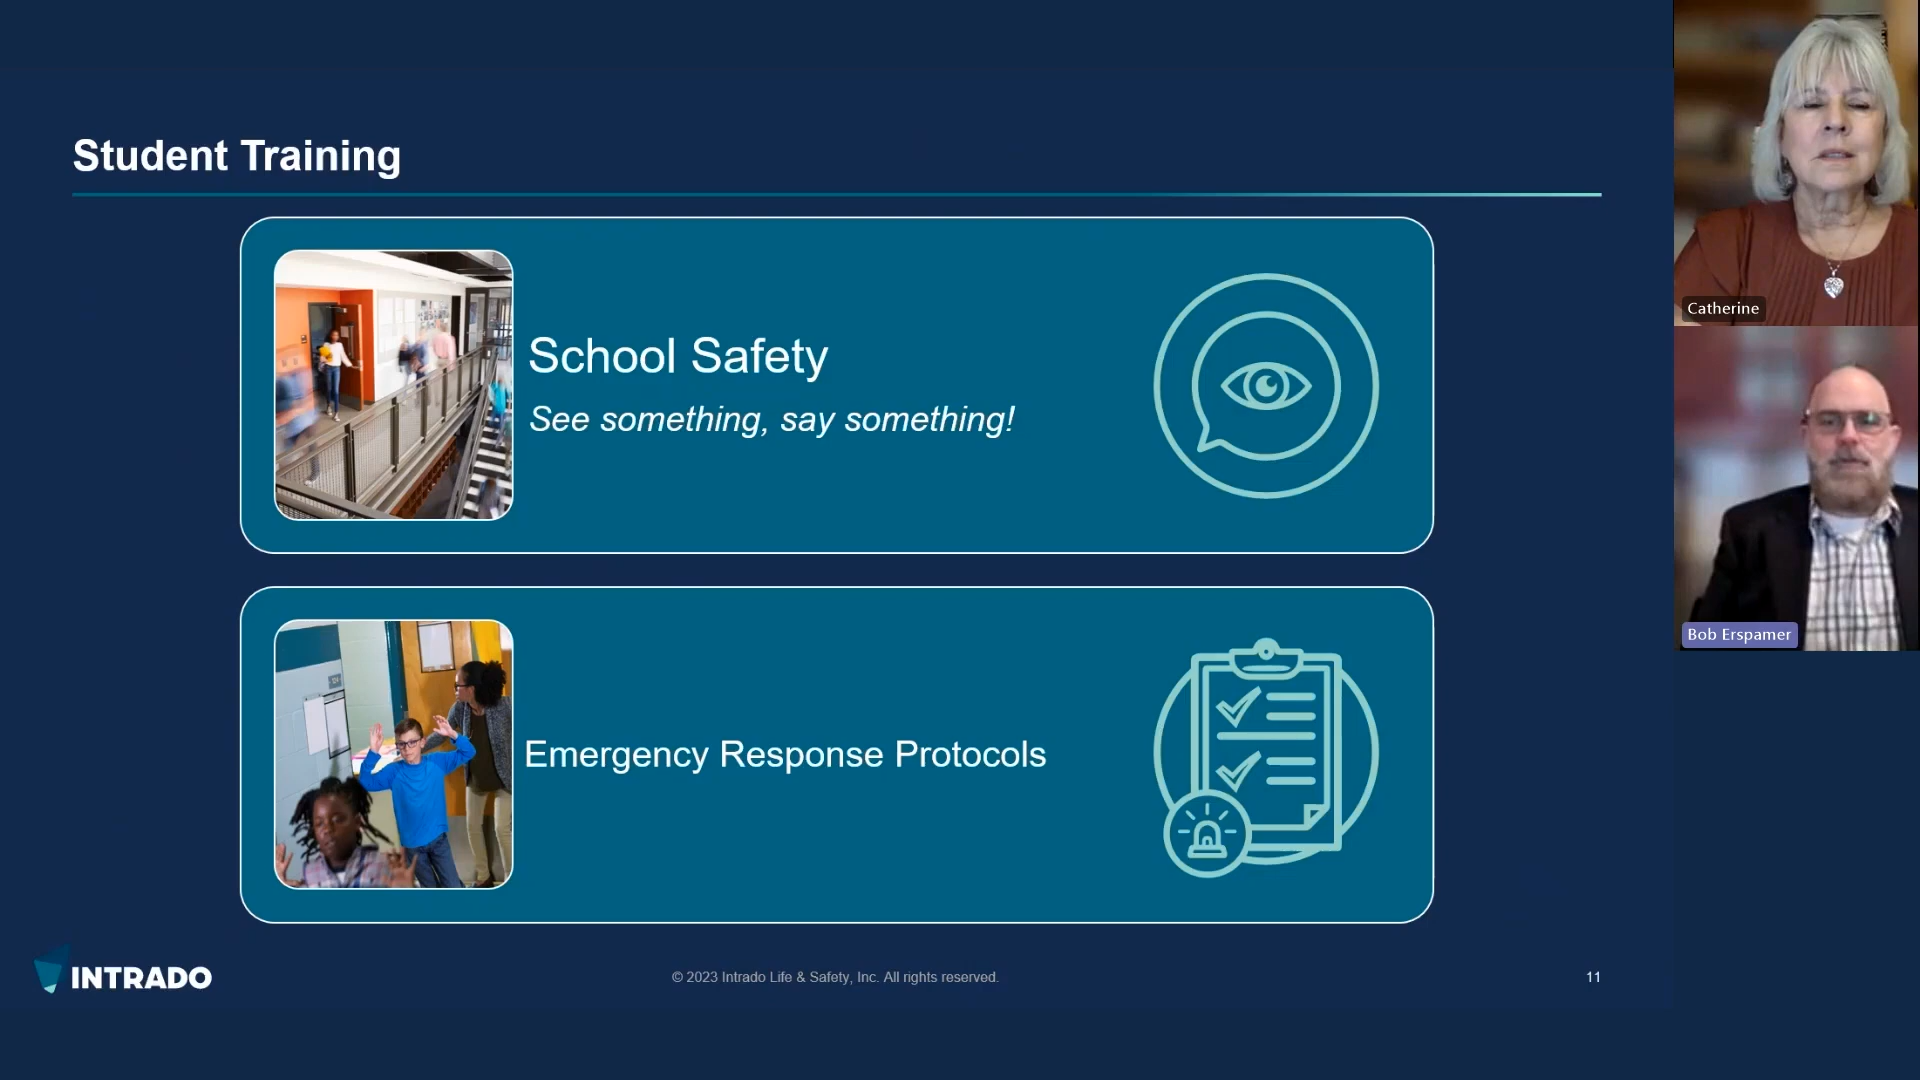 Student Training
School Safety
See something, say something!
Emergency Response Protocols
INTRADO
© 2023 Intrado Life & Safety, Inc. All rights reserved.
11
Catherine
Bob Erspamer